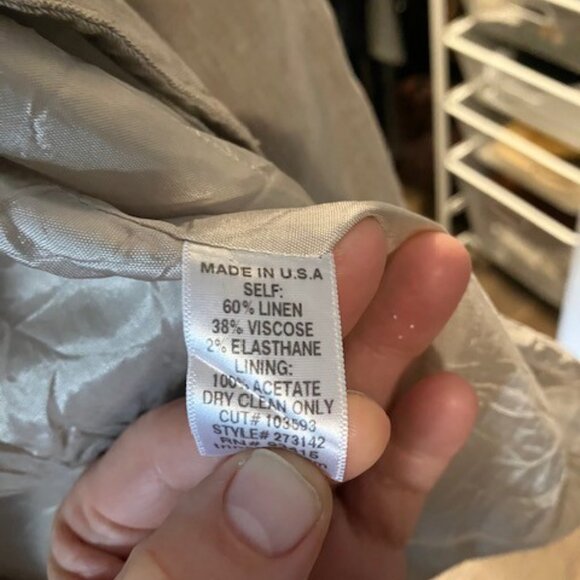 MADE IN U.S.A
SELF:
60% LINEN
38% VISCOSE
2% ELASTHANE
LINING:
100% ACETATE
DRY CLEAN ONLY
CUT# 103593
STYLE# 273142
RN#